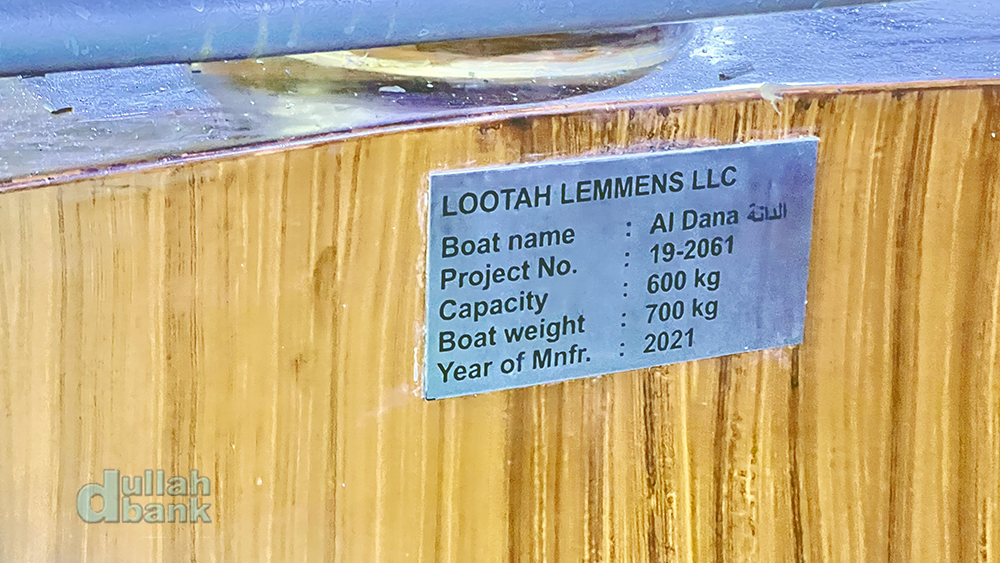 LOOTAH LEMMENS LLC
Boat name : Al Dana الدانة
Project No. : 19-2061
Capacity : 600 kg
Boat weight : 700 kg
Year of Mnfr. : 2021
dullah
bank